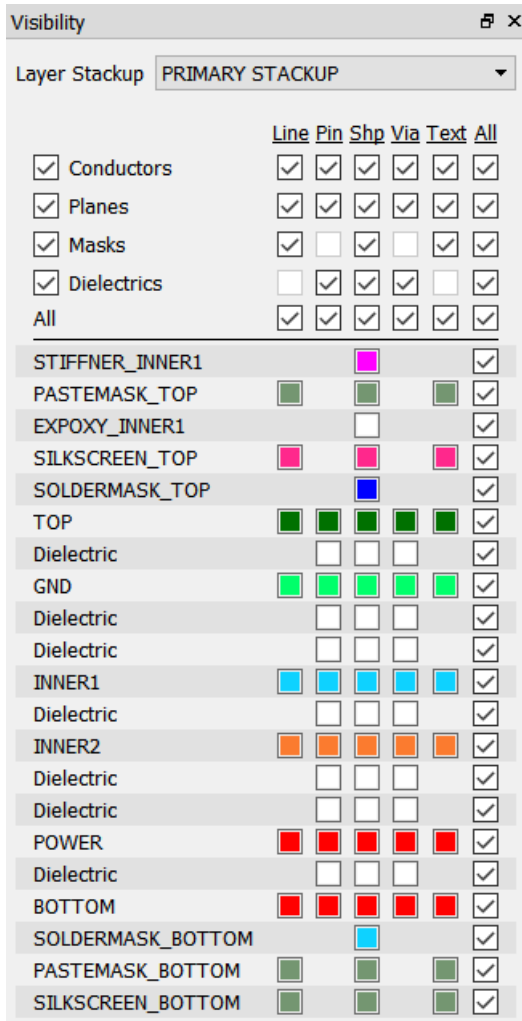 Visibility
Layer Stackup PRIMARY STACKUP
Line Pin Shp Via Text All
Conductors
Planes
Masks
Dielectrics
All
STIFFNER_INNER1
PASTEMASK_TOP
EXPOXY_INNER1
SILKSCREEN_TOP
SOLDERMASK_TOP
TOP
Dielectric
GND
Dielectric
Dielectric
INNER1
Dielectric
INNER2
Dielectric
Dielectric
POWER
Dielectric
BOTTOM
SOLDERMASK_BOTTOM
PASTEMASK_BOTTOM
SILKSCREEN_BOTTOM